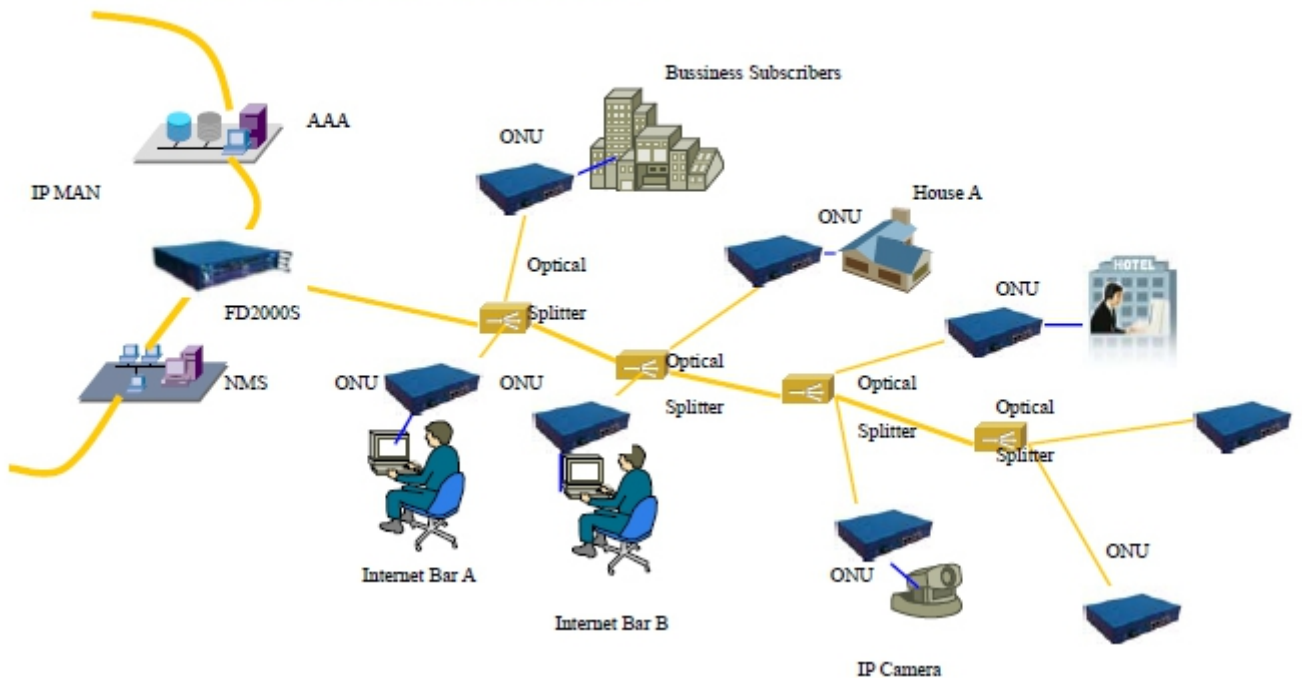 Bussiness Subscribers
AAA
ONU
IP MAN
House A
ONU
Optical
Splitter
HOTEL
ONU
FD2000S
NMS
ONU
ONU
Optical
Splitter
Optical
Splitter
Optical
Splitter
Internet Bar A
Internet Bar B
ONU
ONU
IP Camera